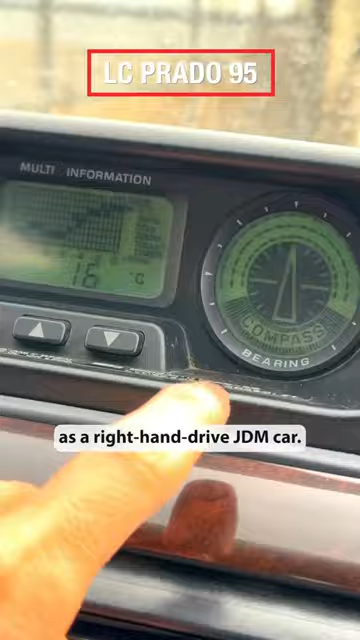 LC PRADO 95
MULTI INFORMATION
16 °C
COMPASS
BEARING
as a right-hand-drive JDM car.